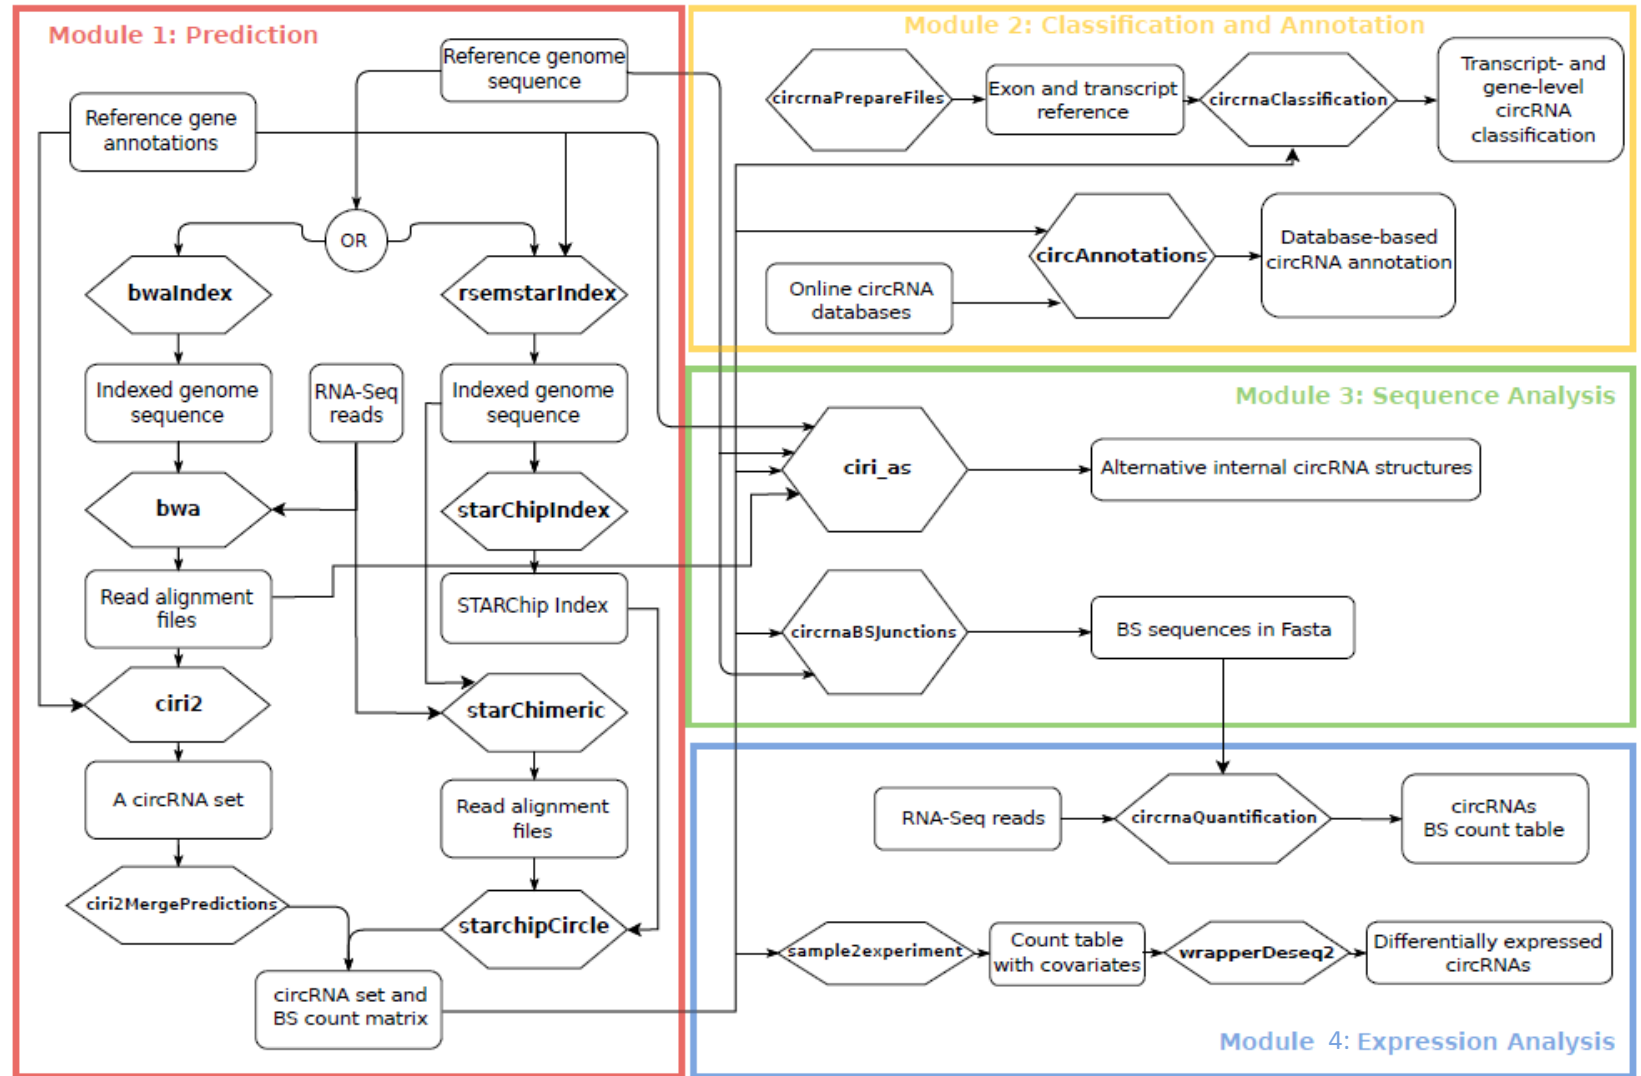 Module 1: Prediction
Reference genome
sequence
Reference gene
annotations
OR
bwaIndex
rsemstarIndex
Indexed genome
sequence
RNA-Seq
reads
Indexed genome
sequence
bwa
starChipIndex
Read alignment
files
STARChip Index
ciri2
starChimeric
A circRNA set
Read alignment
files
ciri2MergePredictions
starchipCircle
circRNA set and
BS count matrix
Module 2: Classification and Annotation
circrnaPrepareFiles
Exon and transcript
reference
circrnaClassification
Transcript- and
gene-level
circRNA
classification
circAnnotations
Database-based
circRNA annotation
Online circRNA
databases
Module 3: Sequence Analysis
ciri_as
Alternative internal circRNA structures
circrnaBSJunctions
BS sequences in Fasta
RNA-Seq reads
circrnaQuantification
circRNAs
BS count table
sample2experiment
Count table
with covariates
wrapperDeseq2
Differentially expressed
circRNAs
Module 4: Expression Analysis